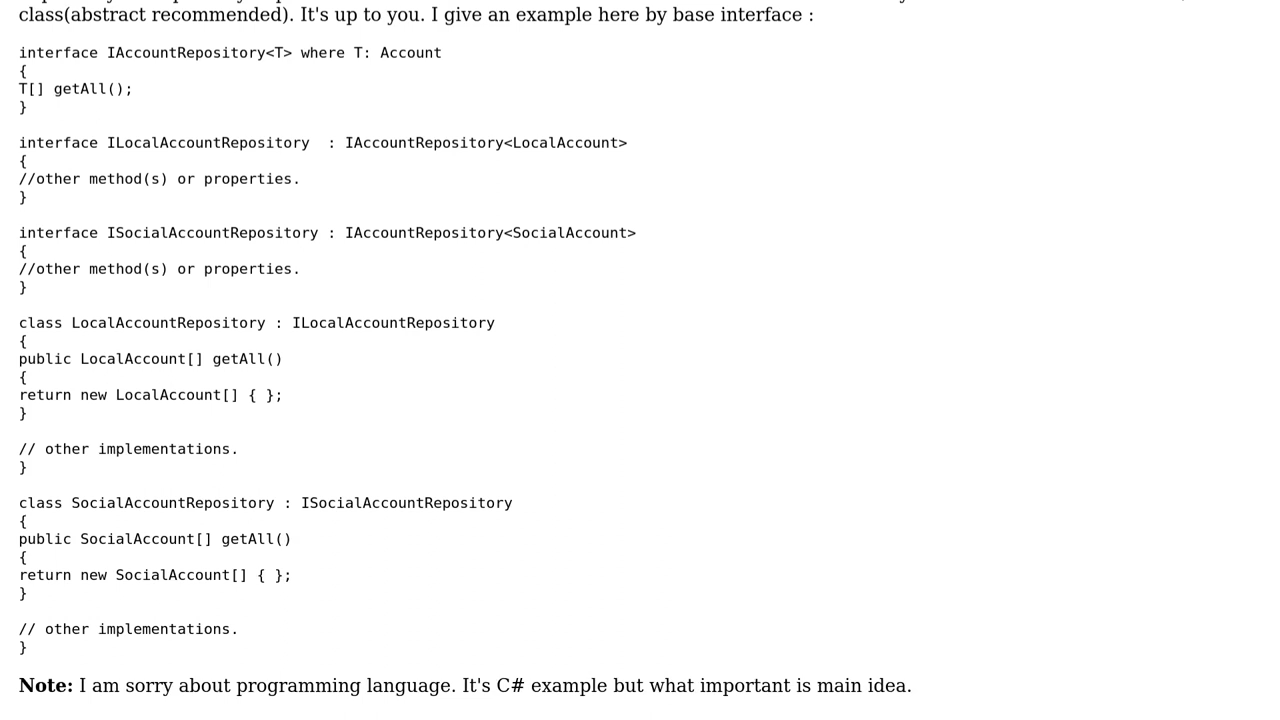 class(abstract recommended). It's up to you. I give an example here by base interface :
interface IAccountRepository<T> where T: Account
{
T[] getAll();
}
interface ILocalAccountRepository  : IAccountRepository<LocalAccount>
{
//other method(s) or properties.
}
interface ISocialAccountRepository : IAccountRepository<SocialAccount>
{
//other method(s) or properties.
}
class LocalAccountRepository : ILocalAccountRepository
{
public LocalAccount[] getAll()
{
return new LocalAccount[] { };
}
// other implementations.
}
class SocialAccountRepository : ISocialAccountRepository
{
public SocialAccount[] getAll()
{
return new SocialAccount[] { };
}
// other implementations.
}
Note: I am sorry about programming language. It's C# example but what important is main idea.